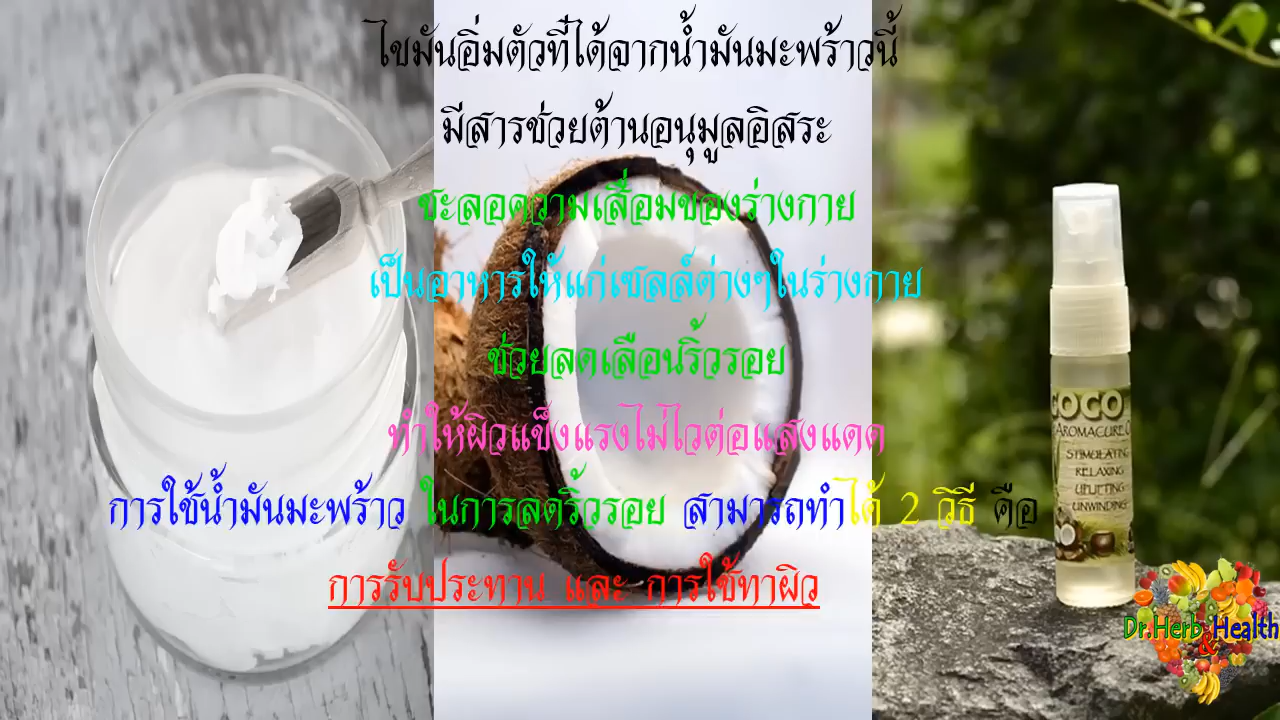 ไขมันอิ่มตัวที่ได้จากน้ำมันมะพร้าวนี้
มีสารช่วยต้านอนุมูลอิสระ
ชะลอความเสื่อมของร่างกาย
เป็นอาหารให้แก่เซลล์ต่างๆในร่างกาย
ช่วยลดเลือนริ้วรอย
ทำให้ผิวแข็งแรงไม่ไวต่อแสงแดด
การใช้น้ำมันมะพร้าว ในการลดริ้วรอย สามารถทำได้ 2 วิธี คือ
การรับประทาน และ การใช้ทาผิว
COCO
AROMACURE
STIMULATING
RELAXING
UPLIFTING
UNWINDING
Dr.Herb & Health